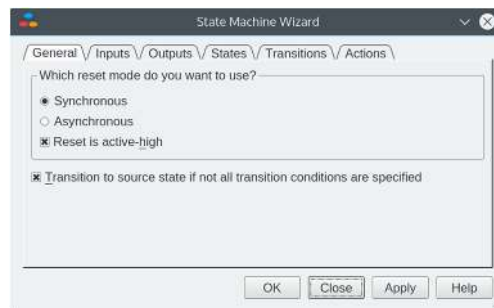 State Machine Wizard
General Inputs Outputs States Transitions Actions
Which reset mode do you want to use?
Synchronous
Asynchronous
Reset is active-high
Transition to source state if not all transition conditions are specified
OK Close Apply Help